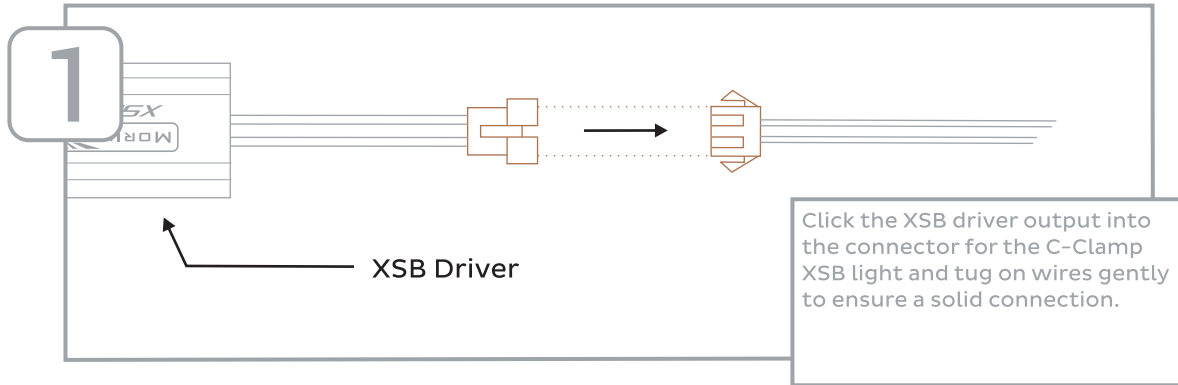 1
XSB Driver
Click the XSB driver output into
the connector for the C-Clamp
XSB light and tug on wires gently
to ensure a solid connection.